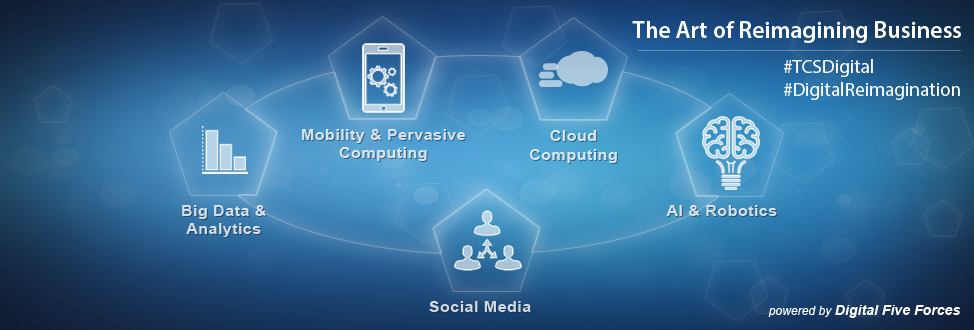 The Art of Reimagining Business
#TCSDigital
#DigitalReimagination
Mobility & Pervasive
Computing
Cloud
Computing
Big Data &
Analytics
AI & Robotics
Social Media
powered by Digital Five Forces